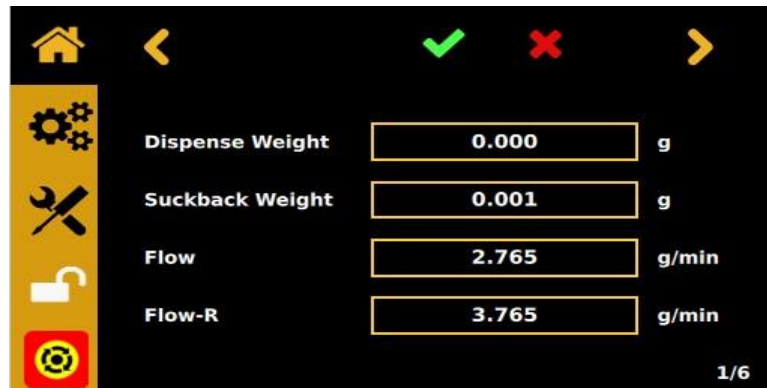 Dispense Weight 0.000 g
Suckback Weight 0.001 g
Flow 2.765 g/min
Flow-R 3.765 g/min
1/6